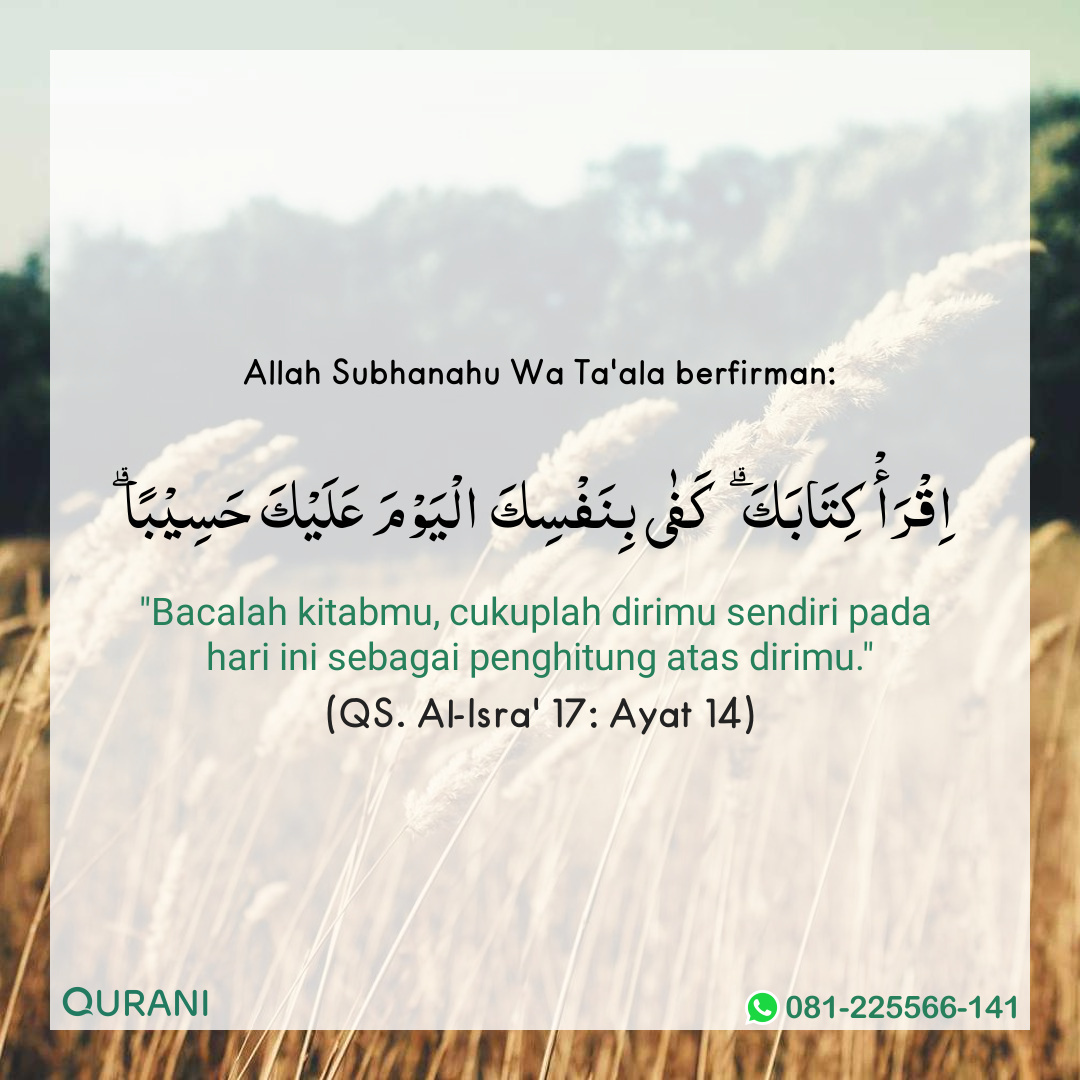 Allah Subhanahu Wa Ta'ala berfirman:
اِقْرَأْ كِتَابَكَ ۗ كَفٰى بِنَفْسِكَ الْيَوْمَ عَلَيْكَ حَسِيْبًا ۗ
"Bacalah kitabmu, cukuplah dirimu sendiri pada
hari ini sebagai penghitung atas dirimu."
(QS. Al-Isra' 17: Ayat 14)
QURANI
081-225566-141